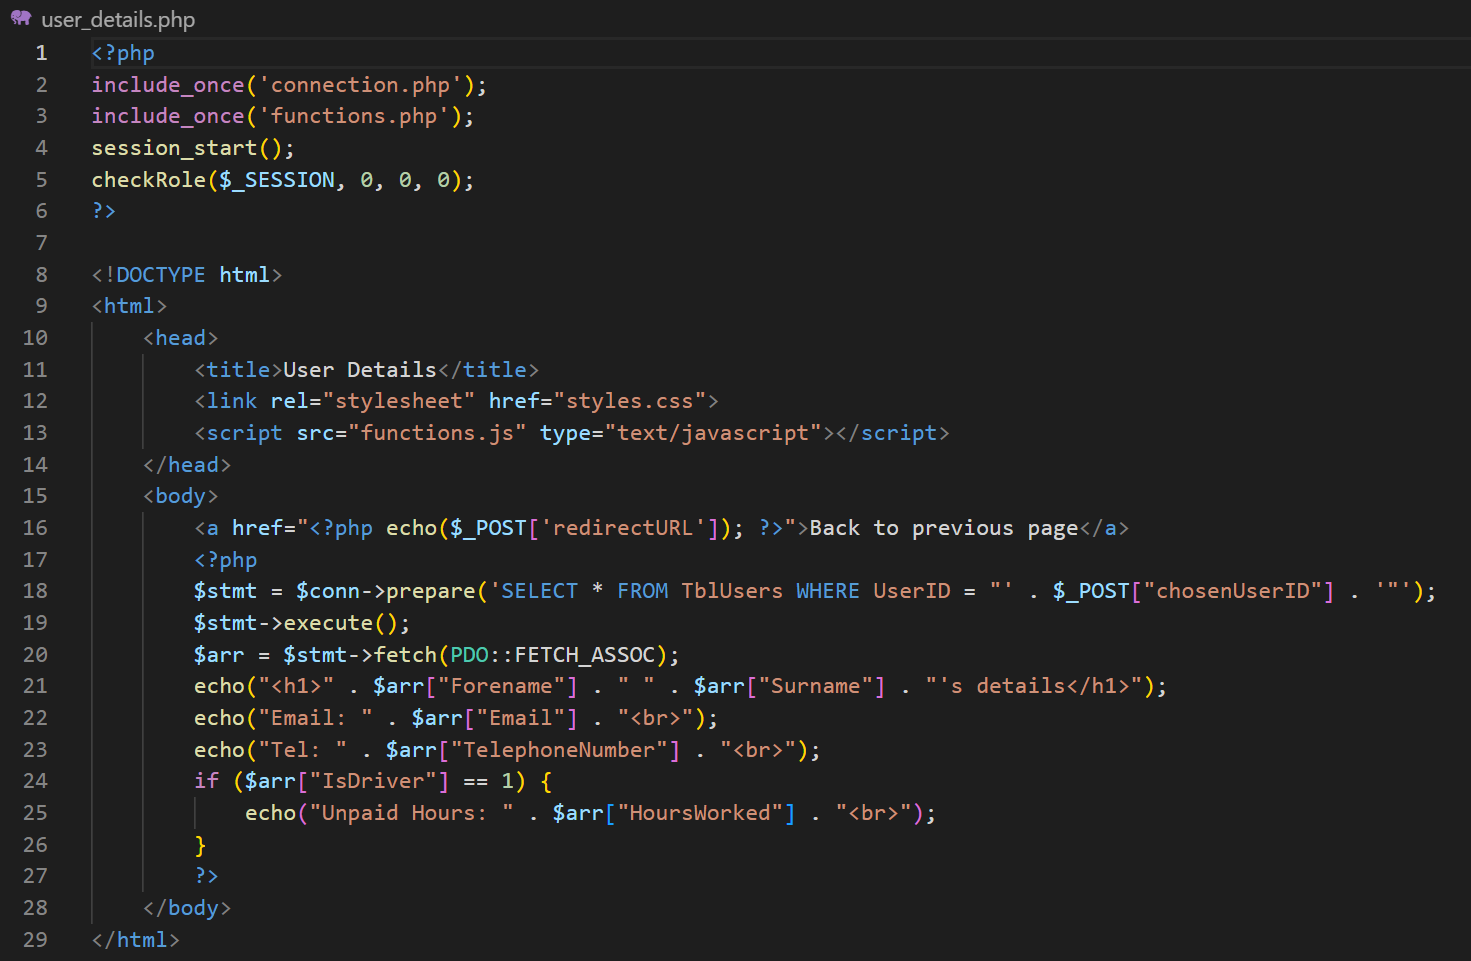 user_details.php
1 <?php
2 include_once('connection.php');
3 include_once('functions.php');
4 session_start();
5 checkRole($_SESSION, 0, 0, 0);
6 ?>
7
8 <!DOCTYPE html>
9 <html>
10     <head>
11         <title>User Details</title>
12         <link rel="stylesheet" href="styles.css">
13         <script src="functions.js" type="text/javascript"></script>
14     </head>
15     <body>
16         <a href="<?php echo($_POST['redirectURL']); ?>">Back to previous page</a>
17         <?php
18         $stmt = $conn->prepare('SELECT * FROM TblUsers WHERE UserID = "' . $_POST["chosenUserID"] . '"');
19         $stmt->execute();
20         $arr = $stmt->fetch(PDO::FETCH_ASSOC);
21         echo("<h1>" . $arr["Forename"] . " " . $arr["Surname"] . "'s details</h1>");
22         echo("Email: " . $arr["Email"] . "<br>");
23         echo("Tel: " . $arr["TelephoneNumber"] . "<br>");
24         if ($arr["IsDriver"] == 1) {
25             echo("Unpaid Hours: " . $arr["HoursWorked"] . "<br>");
26         }
27         ?>
28     </body>
29 </html>